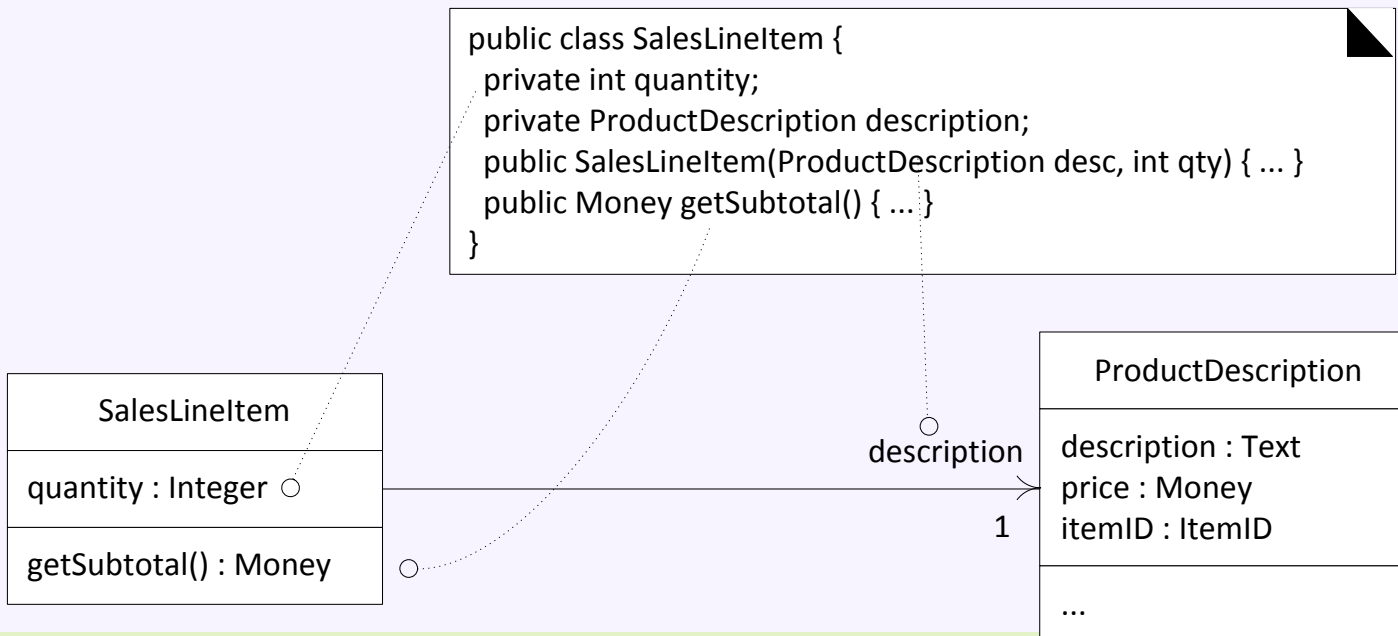 public class SalesLineItem {
private int quantity;
private ProductDescription description;
public SalesLineItem(ProductDescription desc, int qty) { ... }
public Money getSubtotal() { ... }
}
SalesLineItem
quantity : Integer
getSubtotal() : Money
description
1
ProductDescription
description : Text
price : Money
itemID : ItemID
...